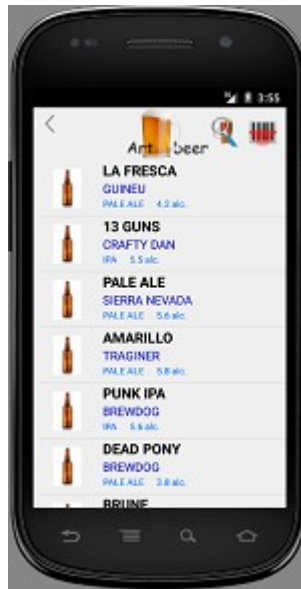 3:55
beer
LA FRESCA
GUINEU
PALE ALE 4.2 alc.
13 GUNS
CRAFTY DAN
IPA 5.5 alc.
PALE ALE
SIERRA NEVADA
PALE ALE 5.6 alc.
AMARILLO
TRAGINER
PALE ALE 5.8 alc.
PUNK IPA
BREWDOG
IPA 5.6 alc.
DEAD PONY
BREWDOG
PALE ALE 3.8 alc.
BRUNE